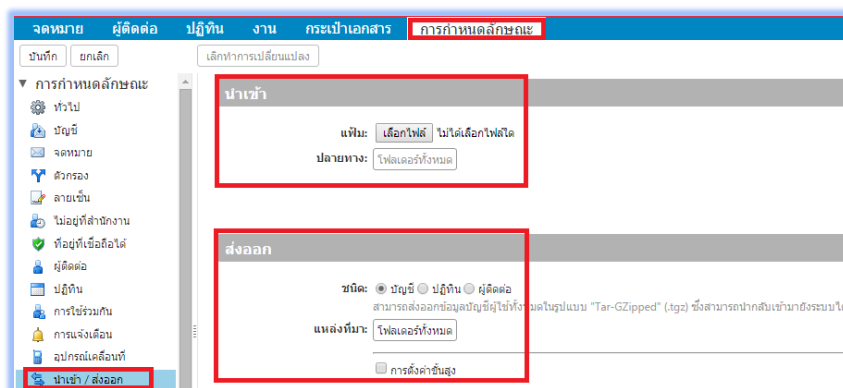 จดหมาย ผู้ติดต่อ ปฏิทิน งาน กระเป๋าเอกสาร การกำหนดลักษณะ
บันทึก ยกเลิก เลิกทำการเปลี่ยนแปลง
การกำหนดลักษณะ
ทั่วไป
บัญชี
จดหมาย
ตัวกรอง
ลายเซ็น
ไม่อยู่ที่สำนักงาน
ที่อยู่ที่เชื่อถือได้
ผู้ติดต่อ
ปฏิทิน
การใช้ร่วมกัน
การแจ้งเตือน
อุปกรณ์เคลื่อนที่
นำเข้า / ส่งออก
นำเข้า
แฟ้ม: เลือกไฟล์ ไม่ได้เลือกไฟล์ใด
ปลายทาง: โฟลเดอร์ทั้งหมด
ส่งออก
ชนิด: บัญชี ปฏิทิน ผู้ติดต่อ
สามารถส่งออกข้อมูลบัญชีผู้ใช้ทั้งหมดในรูปแบบ "Tar-GZipped" (.tgz) ซึ่งสามารถนำกลับเข้ามายังระบบได้
แหล่งที่มา: โฟลเดอร์ทั้งหมด
การตั้งค่าขั้นสูง